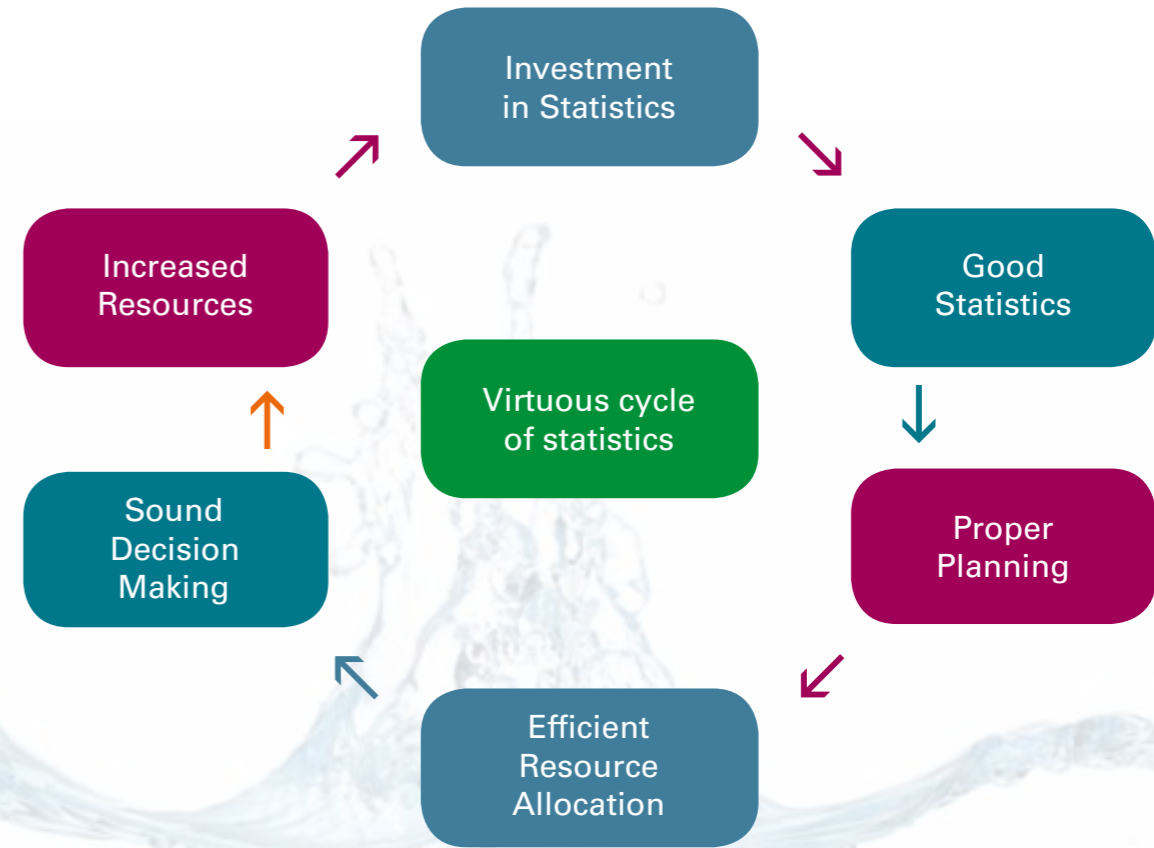 Investment
in Statistics
Increased
Resources
Good
Statistics
Virtuous cycle
of statistics
Sound
Decision
Making
Proper
Planning
Efficient
Resource
Allocation